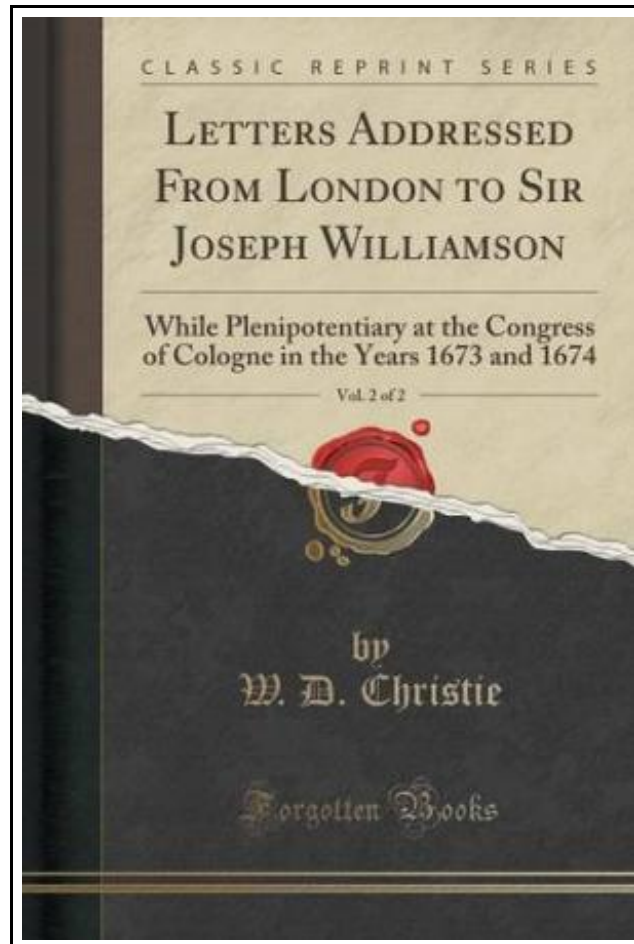 CLASSIC REPRINT SERIES
LETTERS ADDRESSED
FROM LONDON TO SIR
JOSEPH WILLIAMSON
While Plenipotentiary at the Congress
of Cologne in the Years 1673 and 1674
Vol. 2 of 2
by
W. D. Christie
Forgotten Books